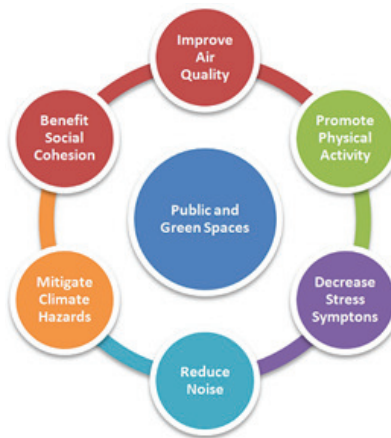 Improve
Air
Quality
Promote
Physical
Activity
Decrease
Stress
Symptons
Reduce
Noise
Mitigate
Climate
Hazards
Benefit
Social
Cohesion
Public and
Green Spaces